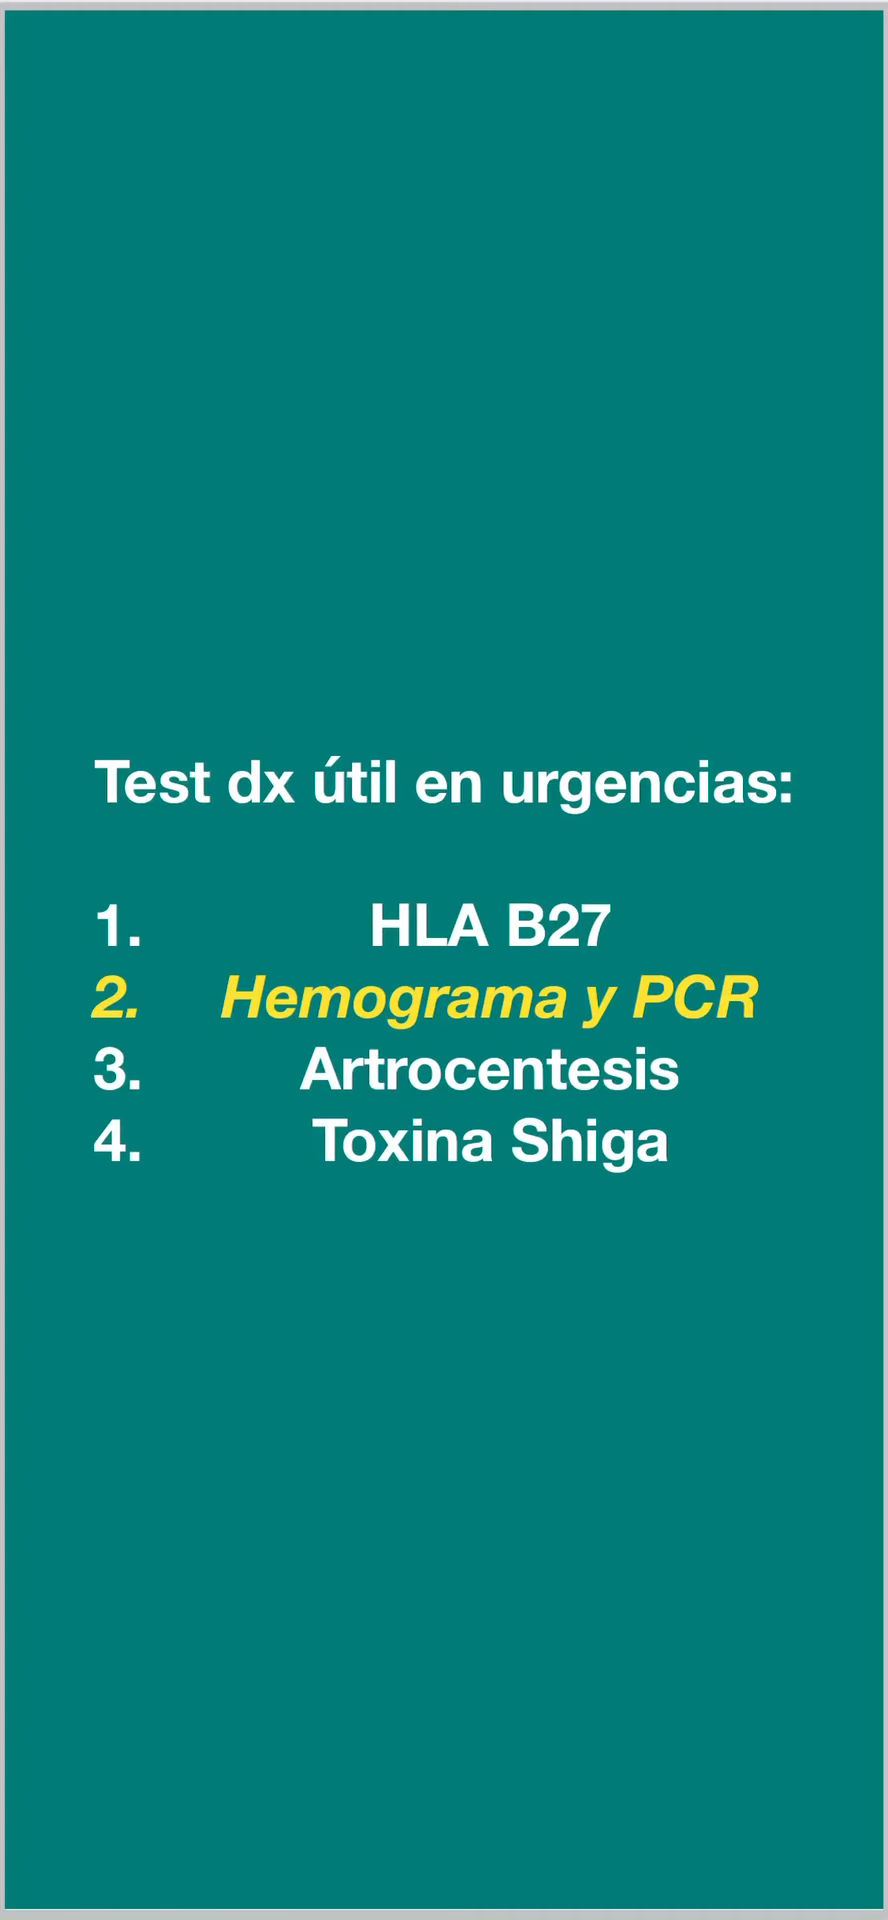 Test dx útil en urgencias:
1. HLA B27
2. Hemograma y PCR
3. Artrocentesis
4. Toxina Shiga